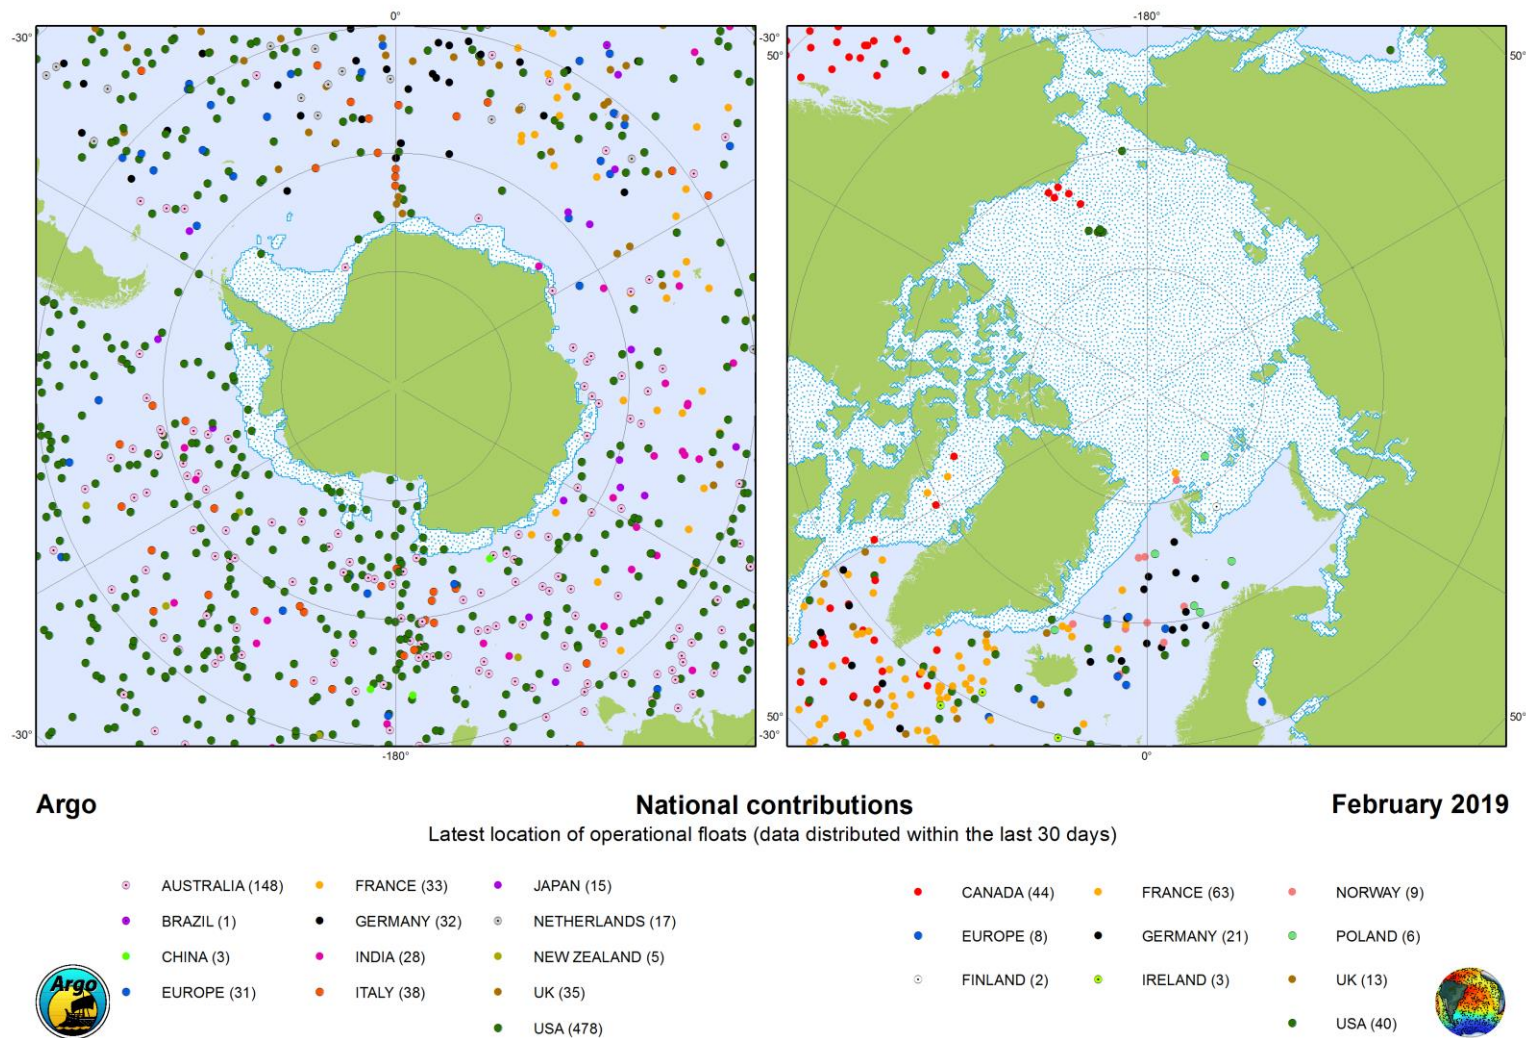 0°
-180°
-30°
-30°
50°
50°
-30°
50°
-30°
50°
-180°
0°
Argo
National contributions
February 2019
Latest location of operational floats (data distributed within the last 30 days)
AUSTRALIA (148)
FRANCE (33)
JAPAN (15)
BRAZIL (1)
GERMANY (32)
NETHERLANDS (17)
CHINA (3)
INDIA (28)
NEW ZEALAND (5)
EUROPE (31)
ITALY (38)
UK (35)
USA (478)
CANADA (44)
FRANCE (63)
NORWAY (9)
EUROPE (8)
GERMANY (21)
POLAND (6)
FINLAND (2)
IRELAND (3)
UK (13)
USA (40)
Argo